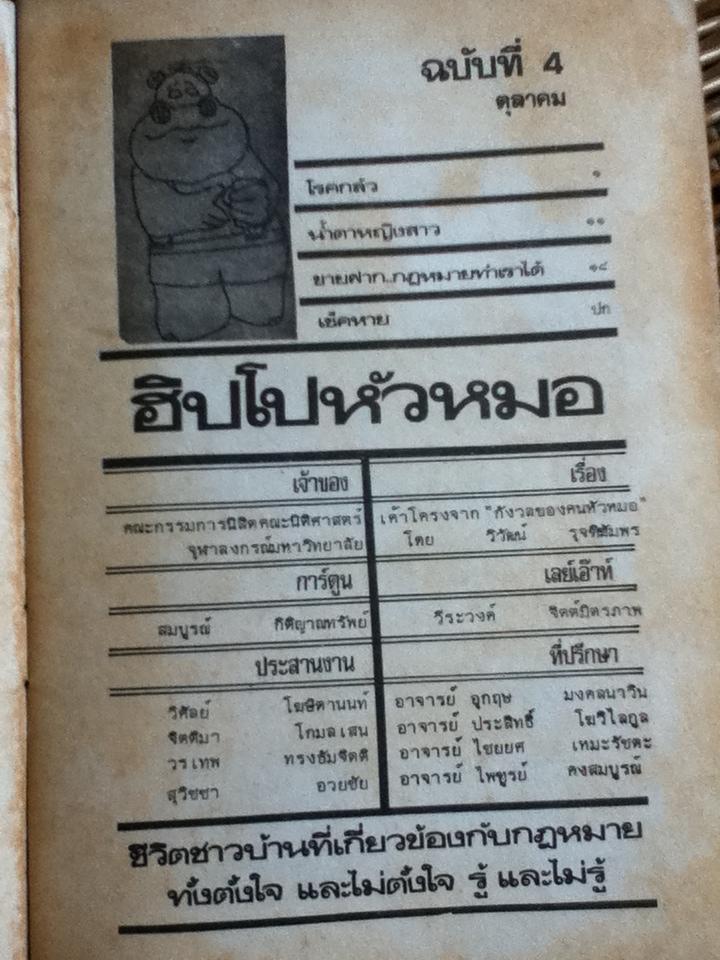 ฉบับที่ 4
ตุลาคม
โรคกลัว ๑
น้ำตาหญิงสาว ๑๑
ขายฝาก..กฎหมายทำเราได้ ๑๘
เช็คหาย ปก
ฮิปโปหัวหมอ
เจ้าของ
คณะกรรมการนิสิตคณะนิติศาสตร์
จุฬาลงกรณ์มหาวิทยาลัย
การ์ตูน
สมบูรณ์ กิติญาณทรัพย์
ประสานงาน
วิศัลย์ โฆษิตานนท์
จิตติมา โกมลเสน
วรเทพ ทรงธัมจิตติ
สุวิชชา อวยชัย
เรื่อง
เค้าโครงจาก "กังวลของคนหัวหมอ"
โดย วิวัฒน์
เลย์เอ๊าท์
วีระวงค์ จิตต์มิตรภาพ
ที่ปรึกษา
อาจารย์ อุกฤษ มงคลนาวิน
อาจารย์ ประสิทธิ์ โฆวิไลกูล
อาจารย์ ไชยยศ เหมะรัชตะ
อาจารย์ ไพฑูรย์ คงสมบูรณ์
ชีวิตชาวบ้านที่เกี่ยวข้องกับกฎหมาย
ทั้งตั้งใจ และไม่ตั้งใจ รู้ และไม่รู้